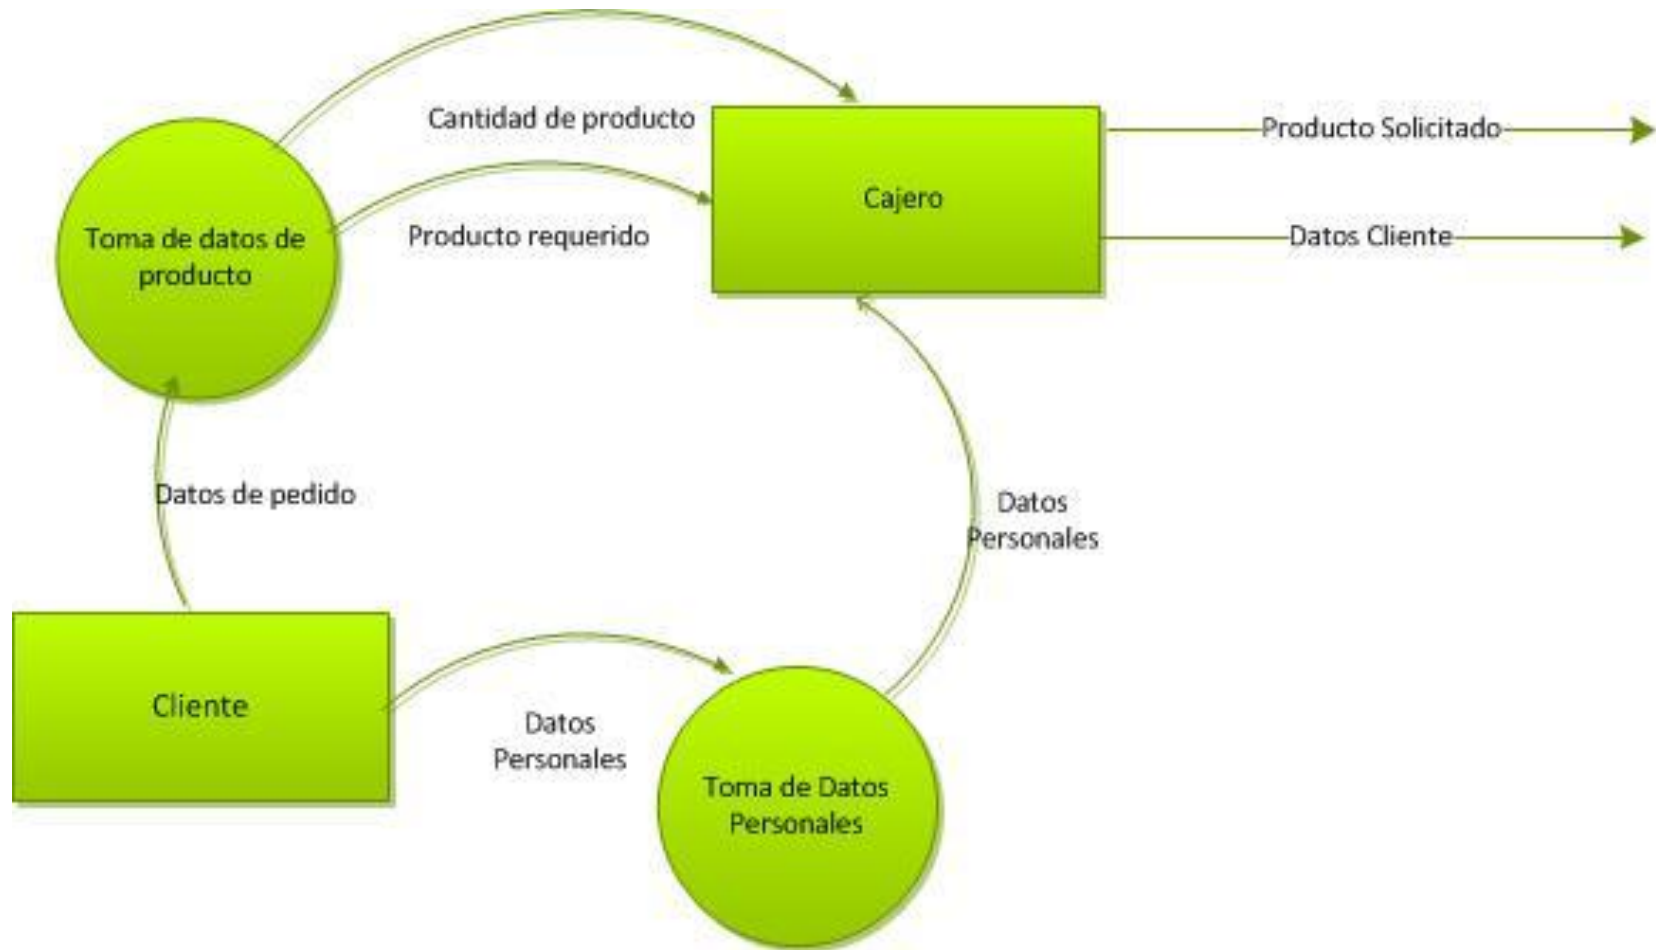 Cantidad de producto
Producto Solicitado
Cajero
Toma de datos de
producto
Producto requerido
Datos Cliente
Datos de pedido
Datos
Personales
Cliente
Datos
Personales
Toma de Datos
Personales